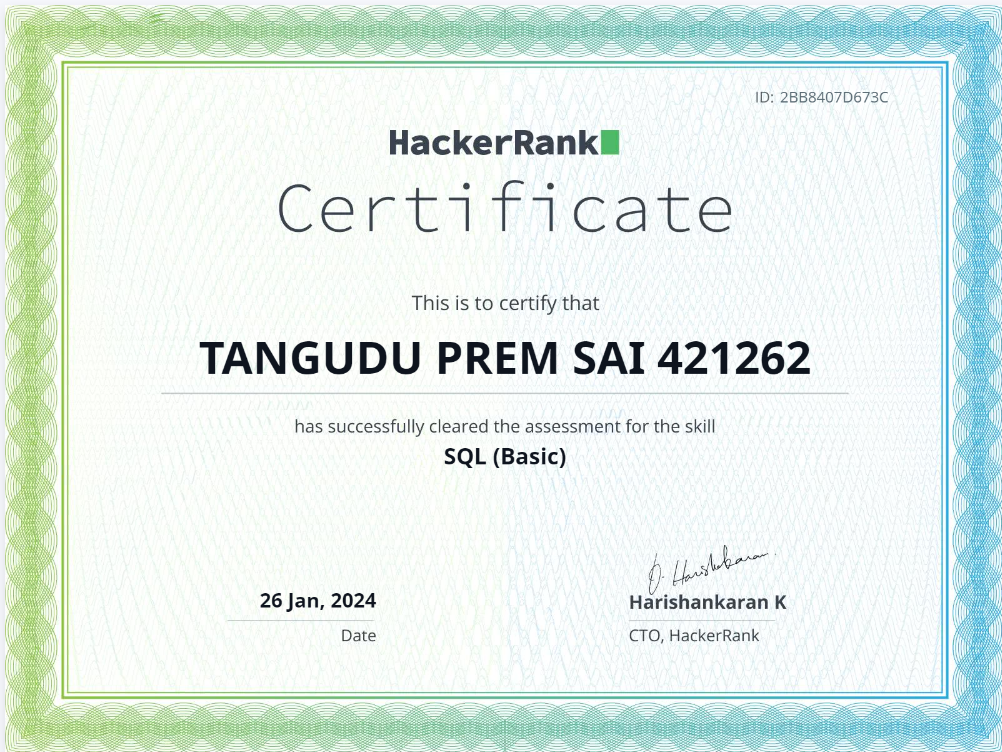 ID: 2BB8407D673C
HackerRank
Certificate
This is to certify that
TANGUDU PREM SAI 421262
has successfully cleared the assessment for the skill
SQL (Basic)
26 Jan, 2024
Date
Harishankaran K
CTO, HackerRank